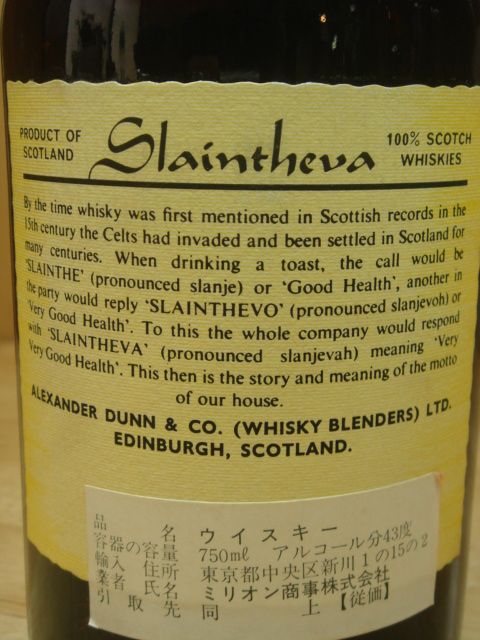 PRODUCT OF
SCOTLAND
Slaintheva
100% SCOTCH
WHISKIES
By the time whisky was first mentioned in Scottish records in the
15th century the Celts had invaded and been settled in Scotland for
many centuries. When drinking a toast, the call would be
'SLAINTHE' (pronounced slanje) or 'Good Health', another in
the party would reply 'SLAINTHEVO' (pronounced slanjevoh) or
'Very Good Health'. To this the whole company would respond
with 'SLAINTHEVA' (pronounced slanjevah) meaning 'Very
Very Good Health'. This then is the story and meaning of the motto
of our house.
ALEXANDER DUNN & CO. (WHISKY BLENDERS) LTD.
EDINBURGH, SCOTLAND.
品名 ウイスキー
容器の容量 750mℓ アルコール分43度
輸入 住所 東京都中央区新川1の15の2
業者 氏名 ミリオン商事株式会社
引取先 同上 【従価】